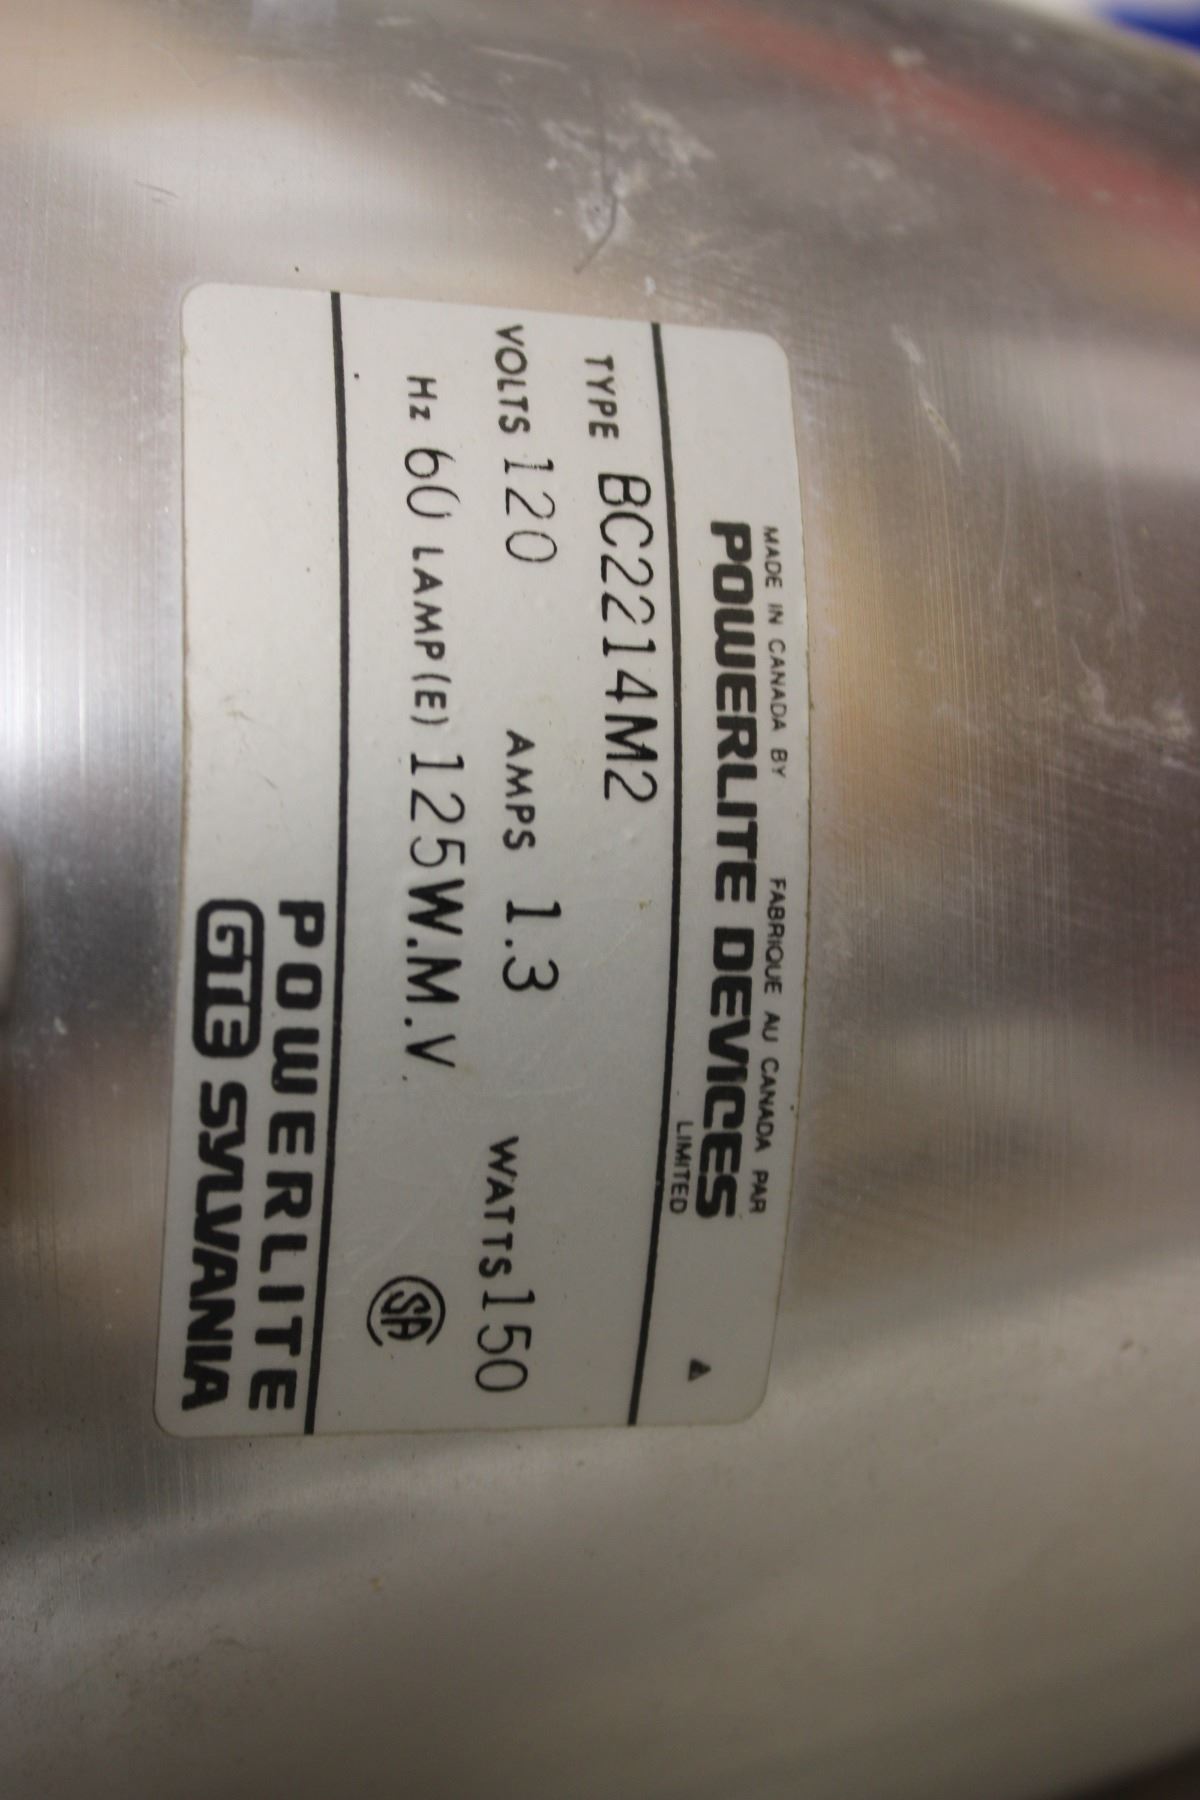 MADE IN CANADA BY FABRIQUE AU CANADA PAR
POWERLITE DEVICES
LIMITED
TYPE BC2214M2
VOLTS 120 AMPS 1.3 WATTS 150
Hz 60 LAMP(E) 125W.M.V.
SA
POWERLITE
GTE SYLVANIA